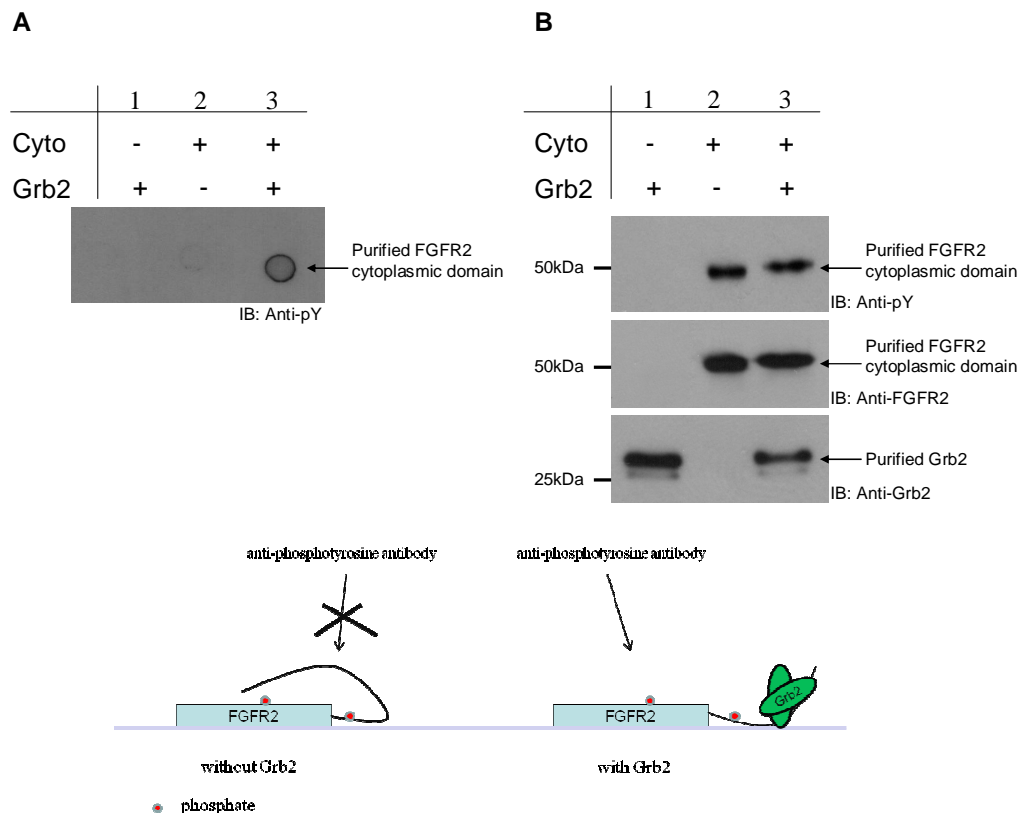 A
1 2 3
Cyto - + +
Grb2 + - +
Purified FGFR2
cytoplasmic domain
IB: Anti-pY
B
1 2 3
Cyto - + +
Grb2 + - +
50kDa
Purified FGFR2
cytoplasmic domain
IB: Anti-pY
50kDa
Purified FGFR2
cytoplasmic domain
IB: Anti-FGFR2
25kDa
Purified Grb2
IB: Anti-Grb2
anti-phosphotyrosine antibody
anti-phosphotyrosine antibody
FGFR2
without Grb2
FGFR2
Grb2
with Grb2
phosphate